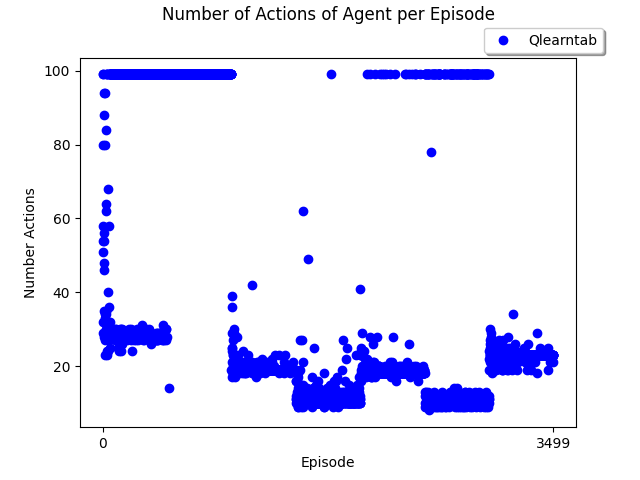 Number of Actions of Agent per Episode
Qlearntab
100
80
60
40
20
Number Actions
0
3499
Episode